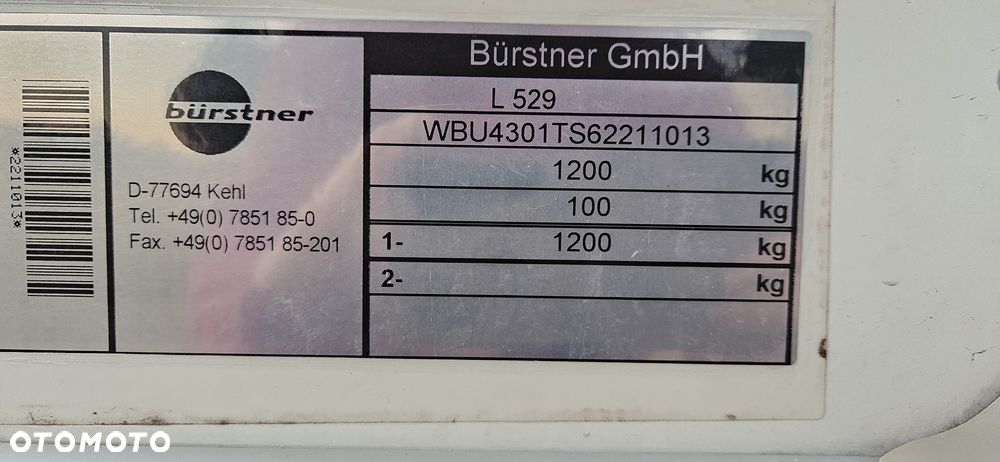 *2211013*
bürstner
D-77694 Kehl
Tel. +49(0) 7851 85-0
Fax. +49(0) 7851 85-201
Bürstner GmbH
L 529
WBU4301TS62211013
1200 kg
100 kg
1- 1200 kg
2- kg
OTOMOTO